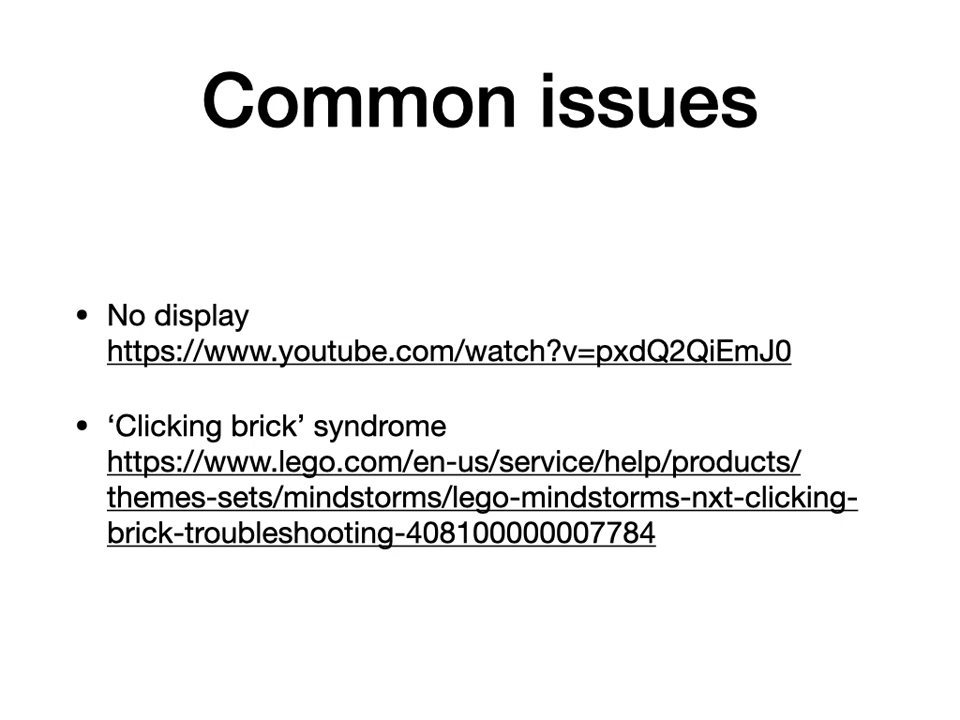 Common issues
• No display
https://www.youtube.com/watch?v=pxdQ2QiEmJ0
• ‘Clicking brick’ syndrome
https://www.lego.com/en-us/service/help/products/
themes-sets/mindstorms/lego-mindstorms-nxt-clicking-
brick-troubleshooting-408100000007784